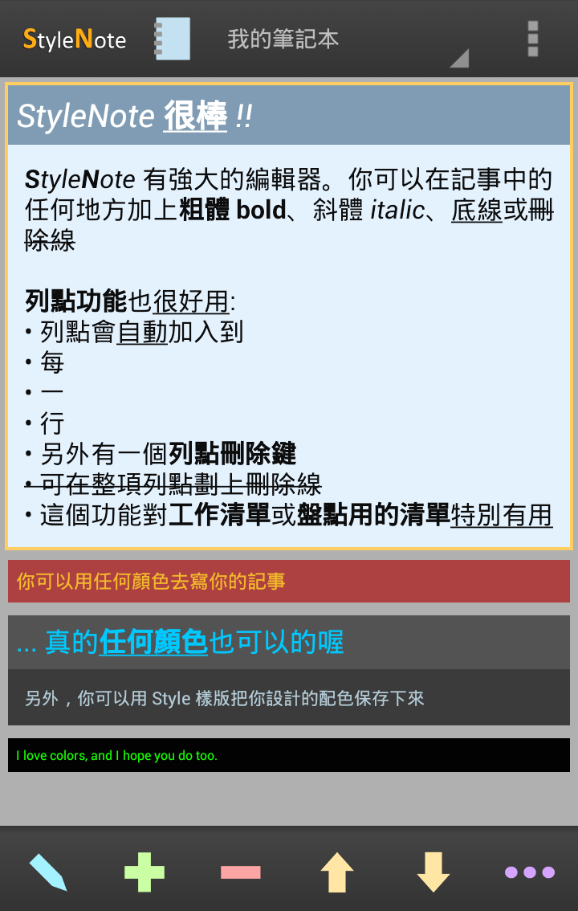 StyleNote
我的筆記本
StyleNote 很棒 !!
StyleNote 有強大的編輯器。你可以在記事中的
任何地方加上粗體 bold、斜體 italic、底線或刪
除線
列點功能也很好用:
• 列點會自動加入到
• 每
• 一
• 行
• 另外有一個列點刪除鍵
• 可在整項列點劃上刪除線
• 這個功能對工作清單或盤點用的清單特別有用
你可以用任何顏色去寫你的記事
... 真的任何顏色也可以的喔
另外，你可以用 Style 樣版把你設計的配色保存下來
I love colors, and I hope you do too.